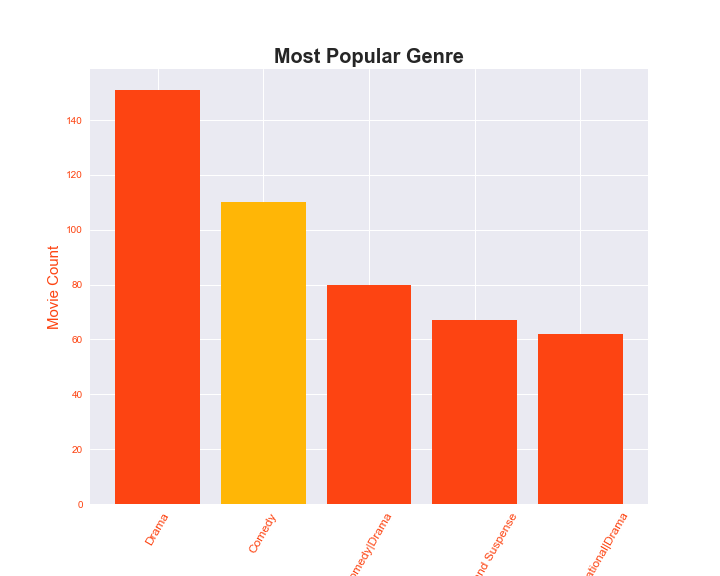 Most Popular Genre
Movie Count
140
120
100
80
60
40
20
0
Drama
Comedy
omedy|Drama
nd Suspense
ational|Drama